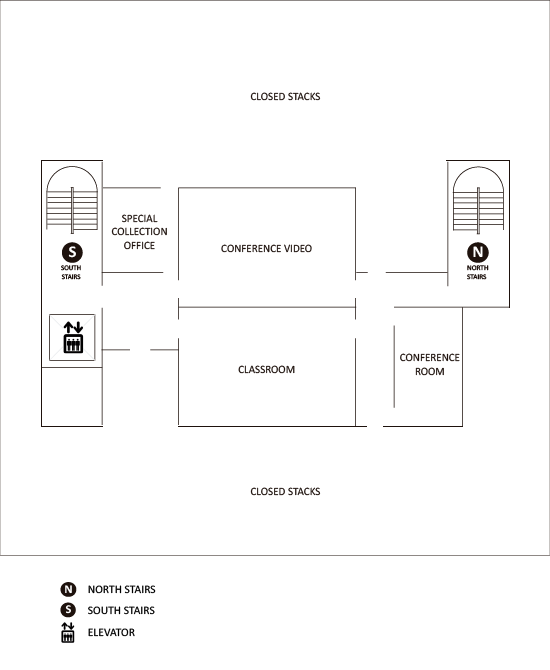 CLOSED STACKS
SPECIAL
COLLECTION
OFFICE
CONFERENCE VIDEO
S
SOUTH
STAIRS
N
NORTH
STAIRS
CLASSROOM
CONFERENCE
ROOM
CLOSED STACKS
N NORTH STAIRS
S SOUTH STAIRS
ELEVATOR